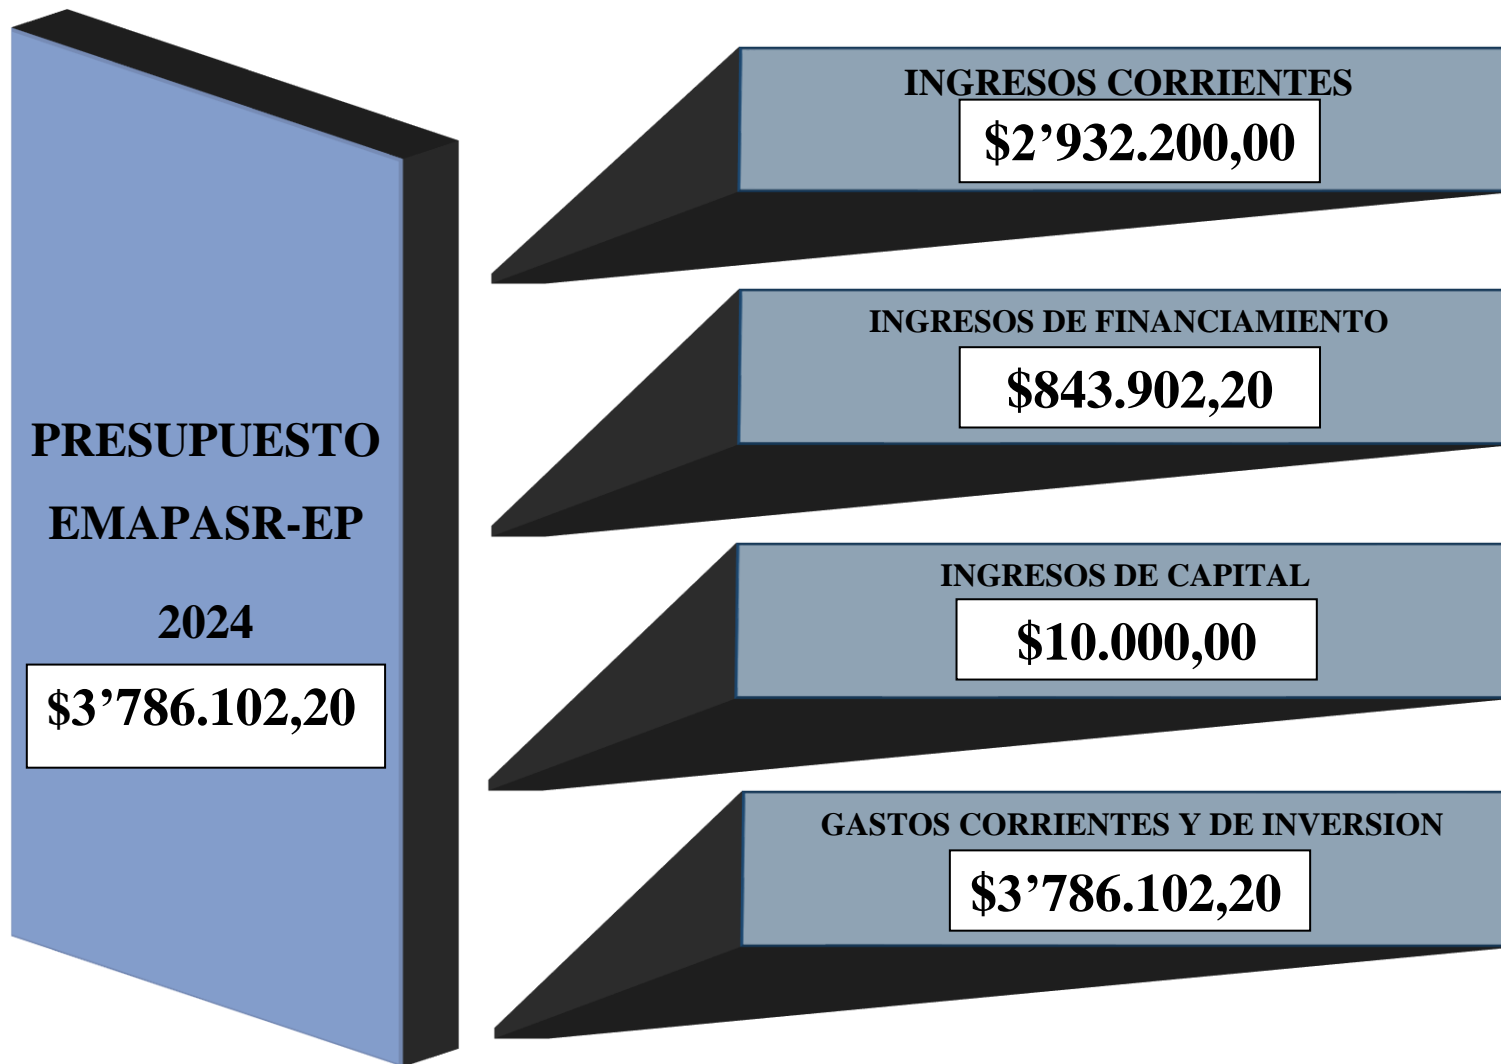 PRESUPUESTO
EMAPASR-EP
2024
$3’786.102,20
INGRESOS CORRIENTES
$2’932.200,00
INGRESOS DE FINANCIAMIENTO
$843.902,20
INGRESOS DE CAPITAL
$10.000,00
GASTOS CORRIENTES Y DE INVERSION
$3’786.102,20